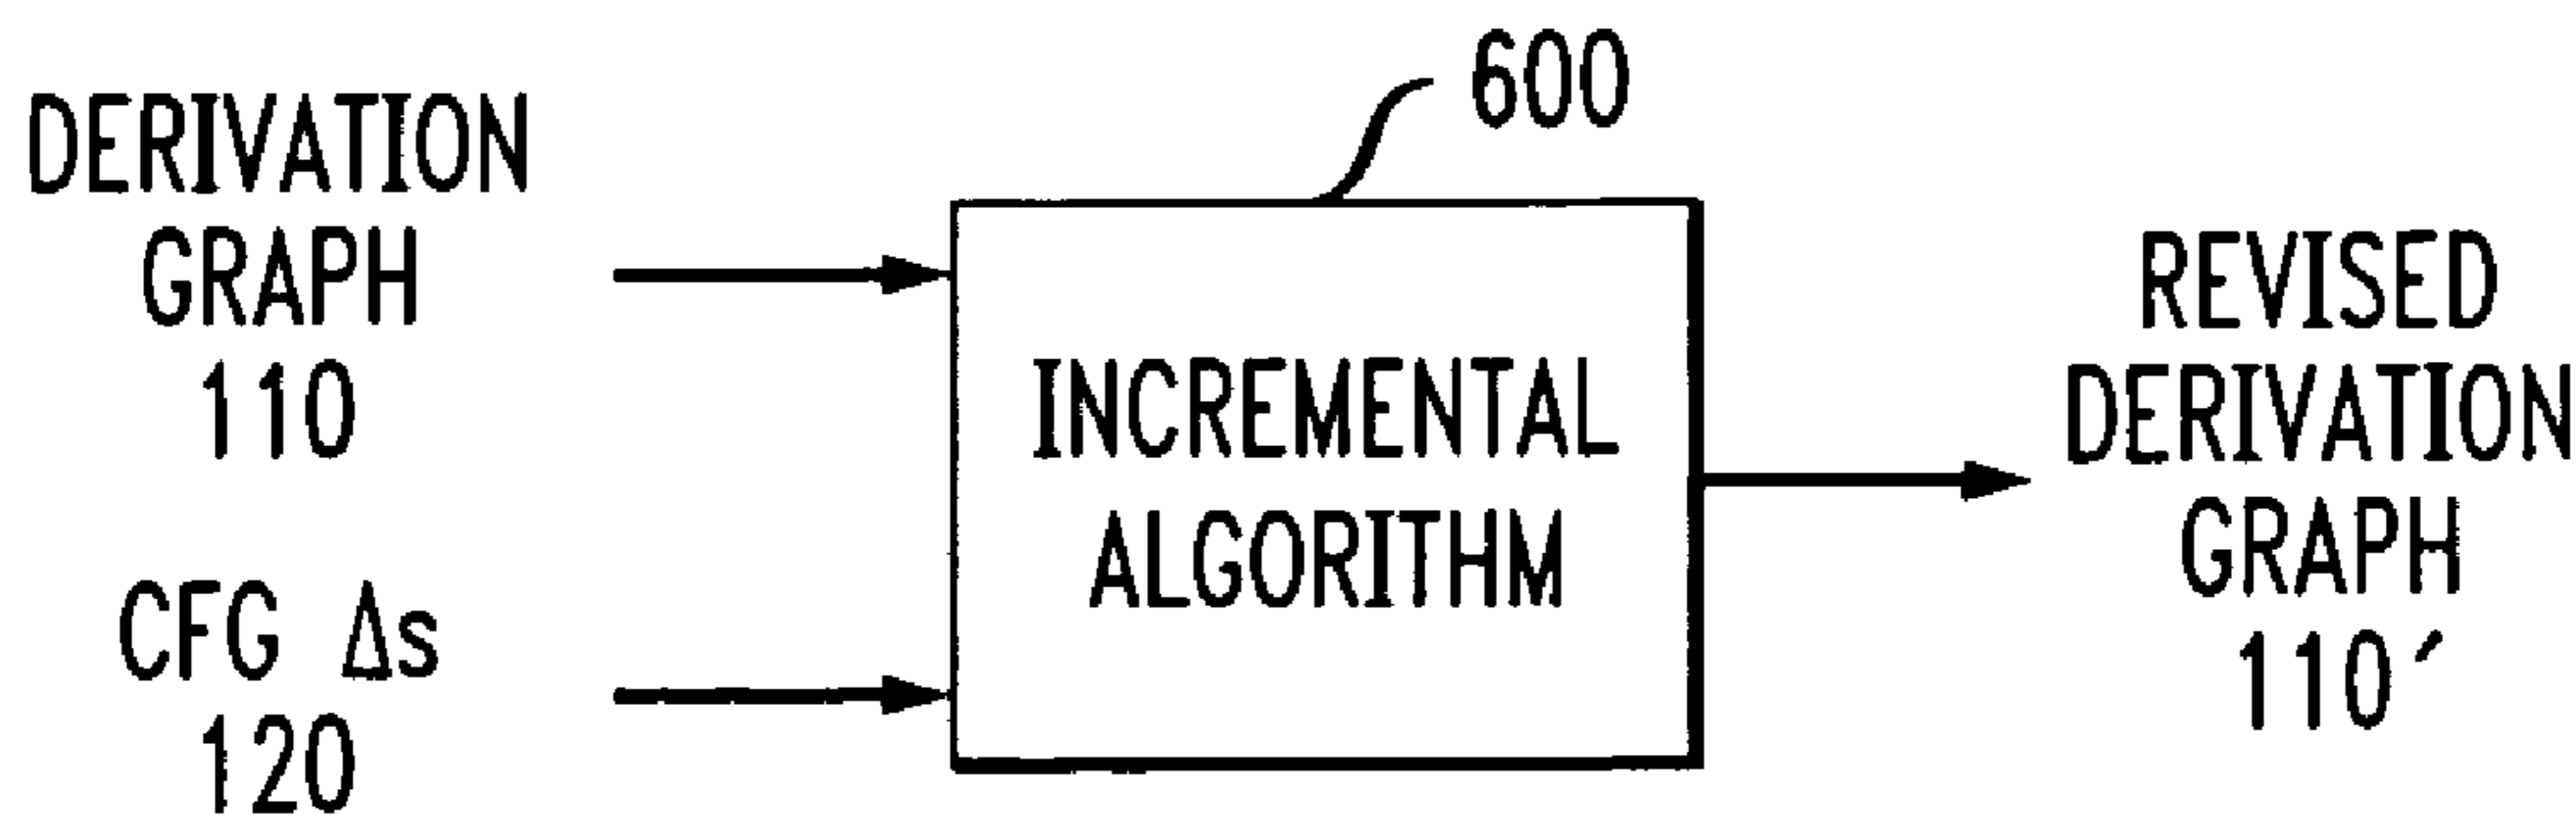 600
DERIVATION
GRAPH
110
CFG Δs
120
INCREMENTAL
ALGORITHM
REVISED
DERIVATION
GRAPH
110′